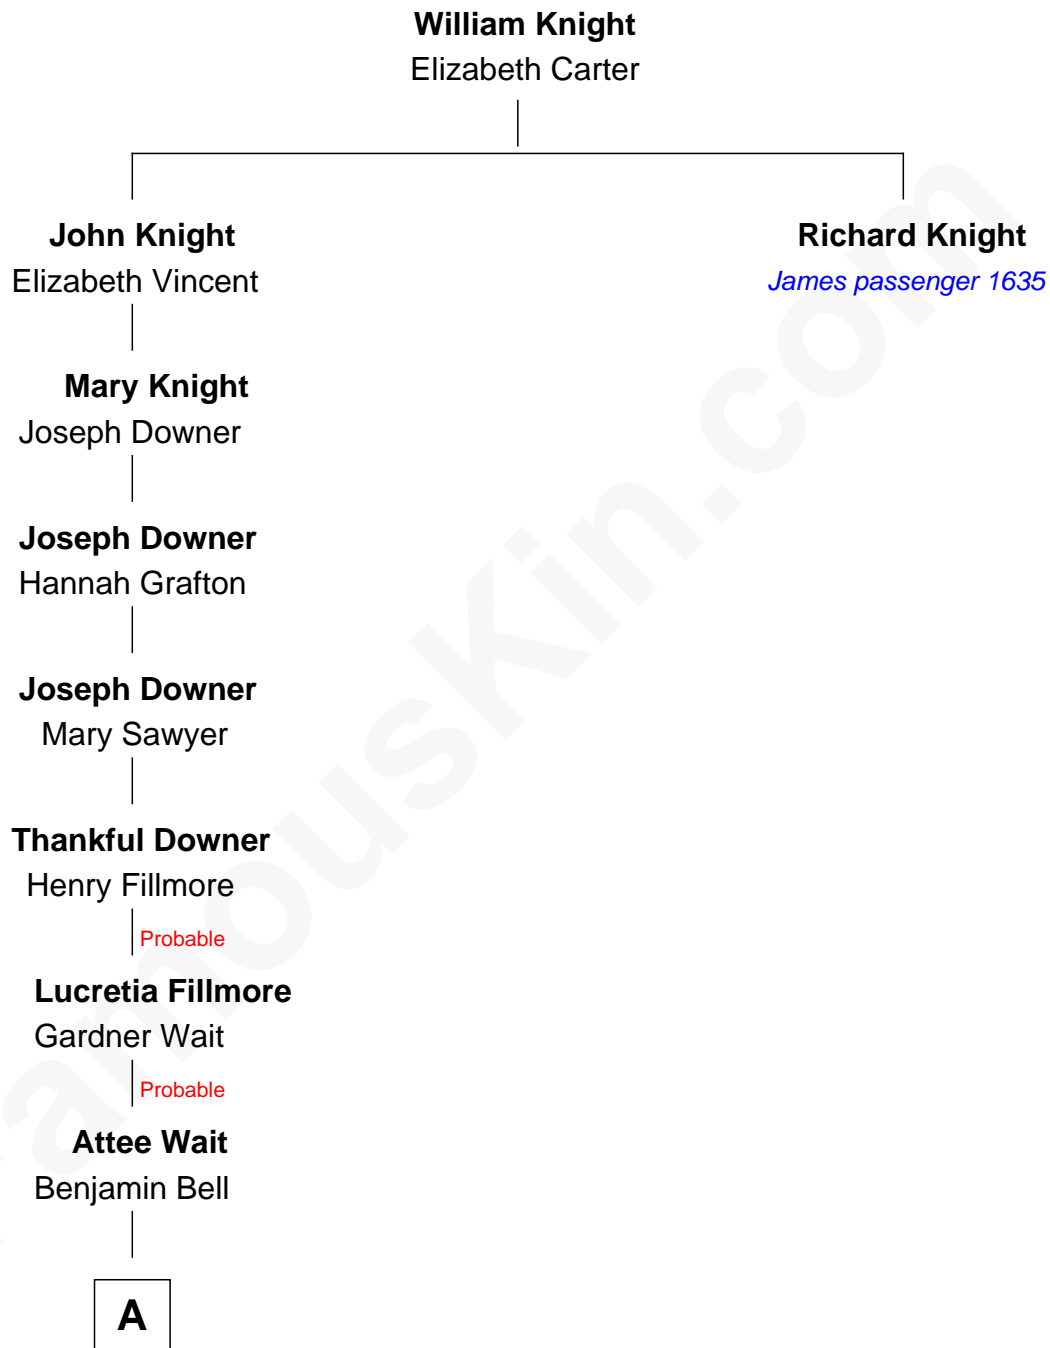 William Knight
Elizabeth Carter
John Knight
Elizabeth Vincent
Richard Knight
James passenger 1635
Mary Knight
Joseph Downer
Joseph Downer
Hannah Grafton
Joseph Downer
Mary Sawyer
Thankful Downer
Henry Fillmore
Probable
Lucretia Fillmore
Gardner Wait
Probable
Attee Wait
Benjamin Bell
A
FamousKin.com